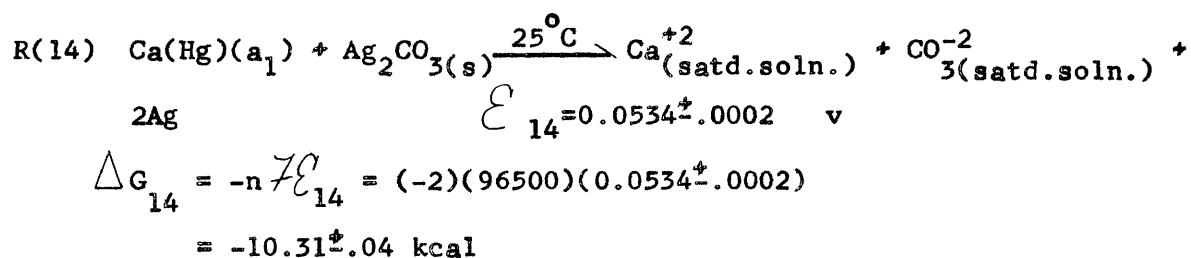 25°C
R(14) Ca(Hg)(a₁) + Ag₂CO₃(s) ⟶ Ca⁺²(satd.soln.) + CO₃⁻²(satd.soln.) +
2Ag ℰ₁₄=0.0534±.0002 v
ΔG₁₄ = -nℱℰ₁₄ = (-2)(96500)(0.0534±.0002)
= -10.31±.04 kcal